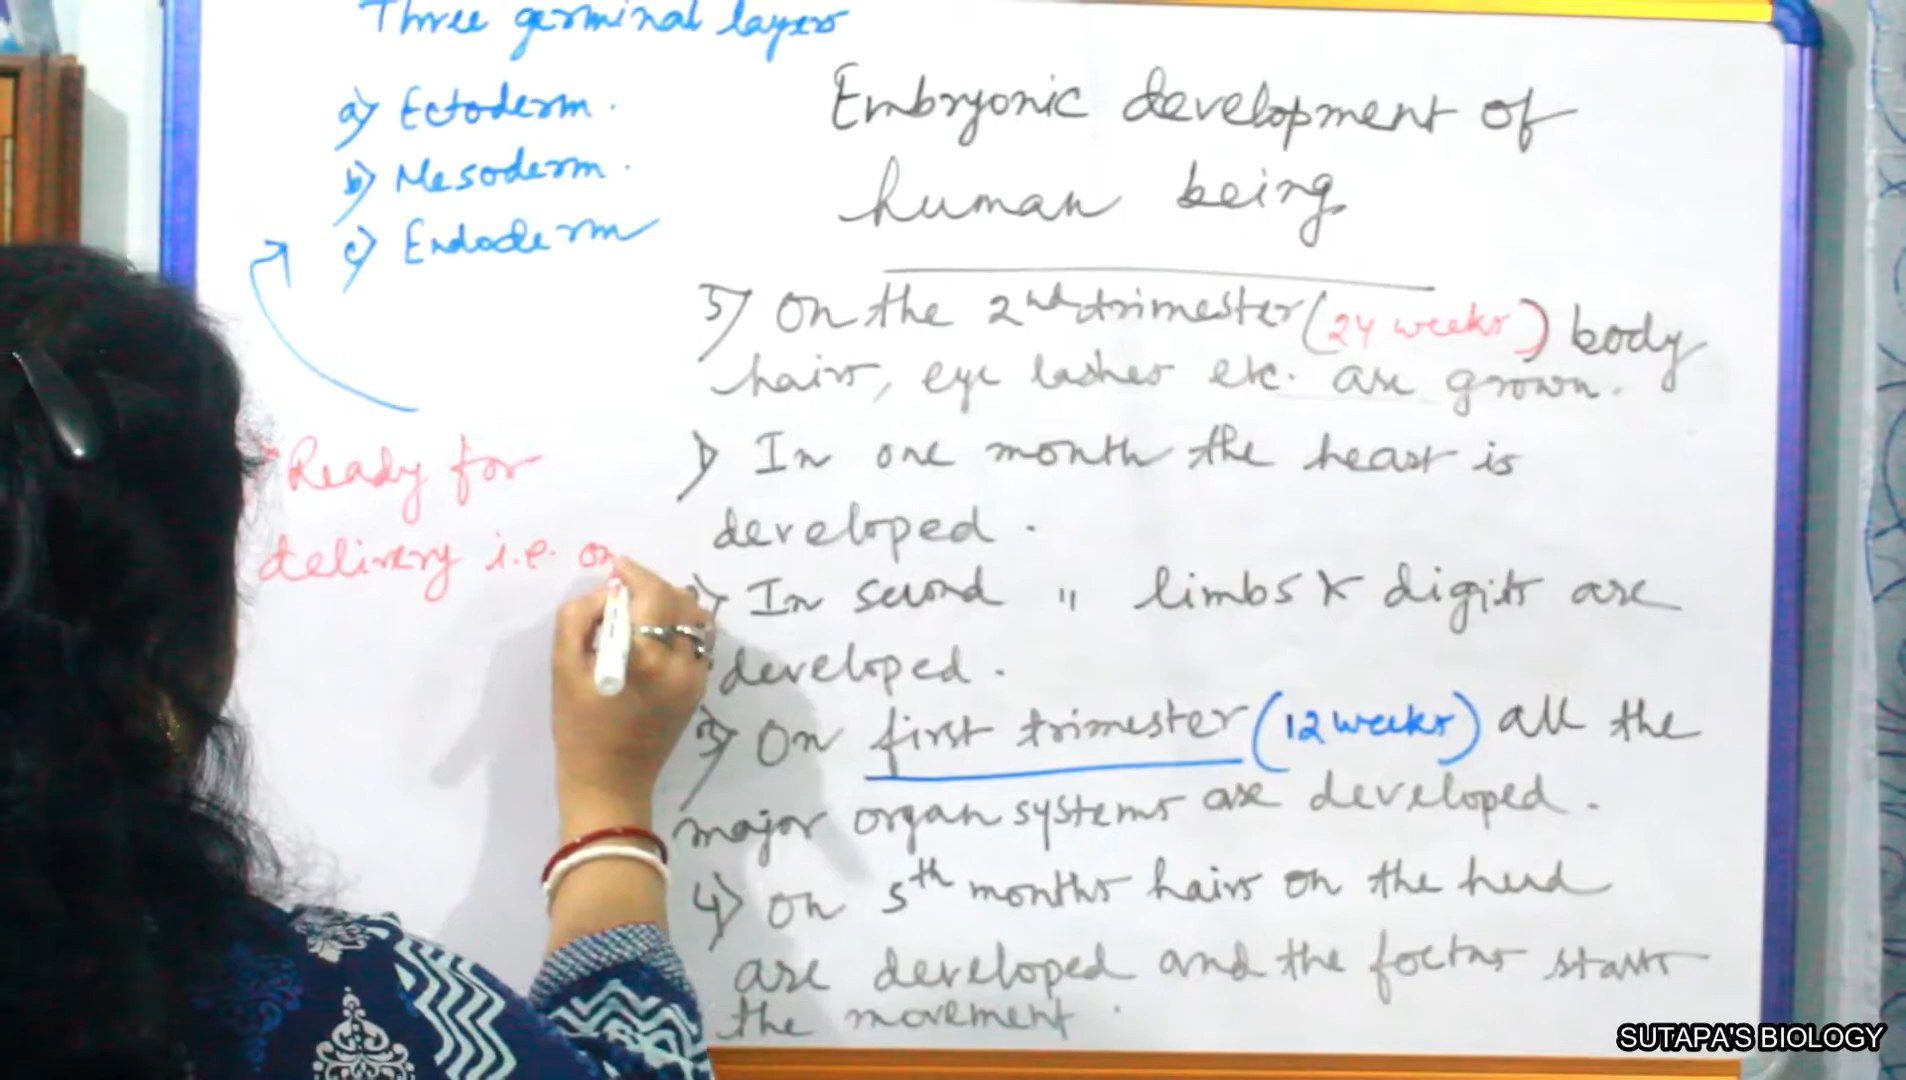 Three germinal layers
a) Ectoderm.
b) Mesoderm.
c) Endoderm
Ready for
delivery i.e. on
Embryonic development of
human being
5) On the 2nd trimester (24 weeks) body
hairs, eye lashes etc. are grown.
1) In one month the heart is
developed.
2) In second " limbs & digits are
developed.
3) On first trimester (12 weeks) all the
major organ systems are developed.
4) On 5th months hairs on the head
are developed and the foetus starts
the movement.
SUTAPA'S BIOLOGY